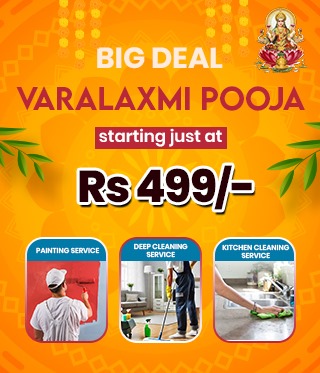 BIG DEAL
VARALAXMI POOJA
starting just at
Rs 499/-
PAINTING SERVICE
DEEP CLEANING
SERVICE
KITCHEN CLEANING
SERVICE